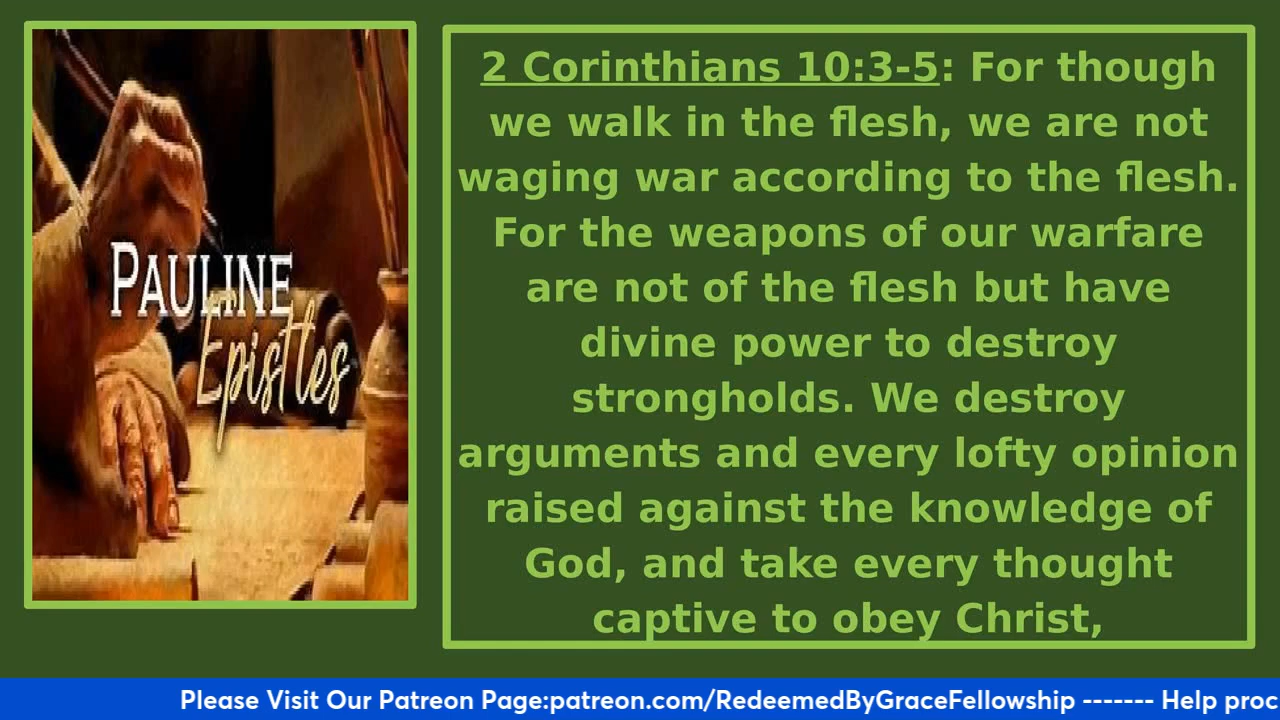 PAULINE
Epistles
2 Corinthians 10:3-5: For though
we walk in the flesh, we are not
waging war according to the flesh.
For the weapons of our warfare
are not of the flesh but have
divine power to destroy
strongholds. We destroy
arguments and every lofty opinion
raised against the knowledge of
God, and take every thought
captive to obey Christ,
Please Visit Our Patreon Page:patreon.com/RedeemedByGraceFellowship ------- Help proc